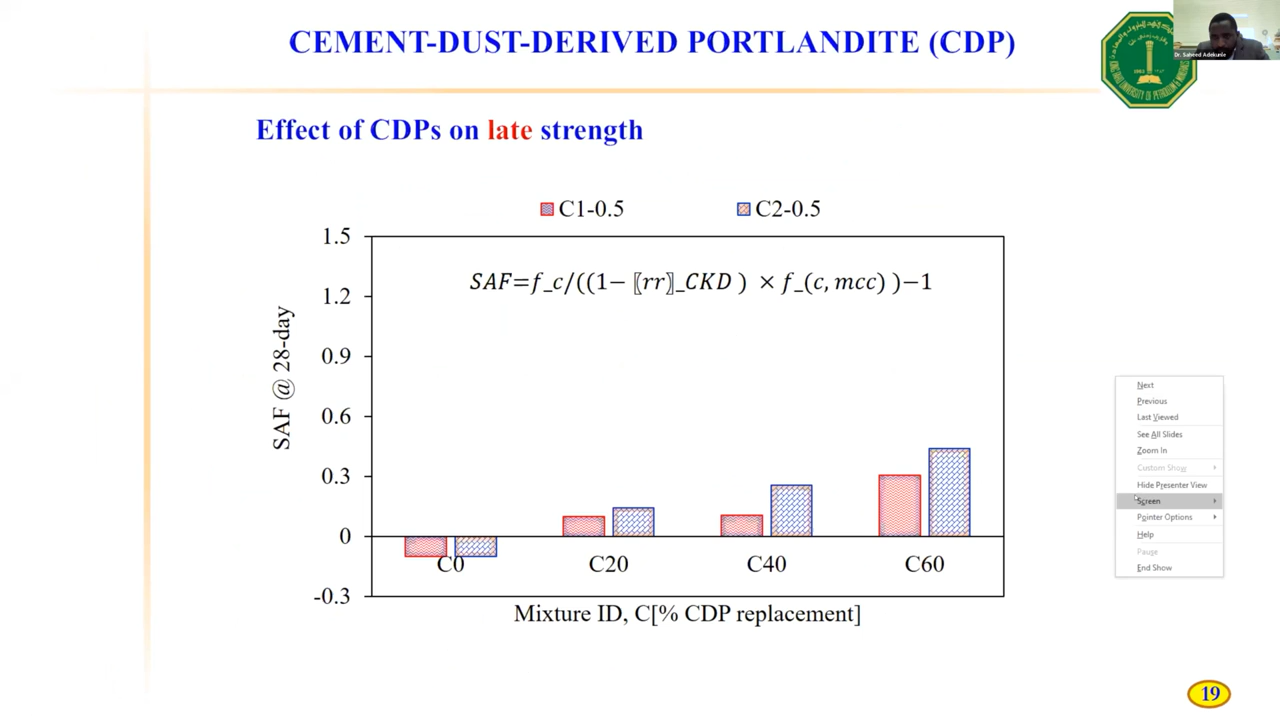 CEMENT-DUST-DERIVED PORTLANDITE (CDP)
Dr. Saheed Adekunle
Effect of CDPs on late strength
C1-0.5
C2-0.5
SAF=f_c/((1−〖rr〗_CKD ) × f_(c, mcc) )−1
SAF @ 28-day
1.5
1.2
0.9
0.6
0.3
0
-0.3
C0
C20
C40
C60
Mixture ID, C[% CDP replacement]
Next
Previous
Last Viewed
See All Slides
Zoom In
Custom Show
Hide Presenter View
Screen
Pointer Options
Help
Pause
End Show
19